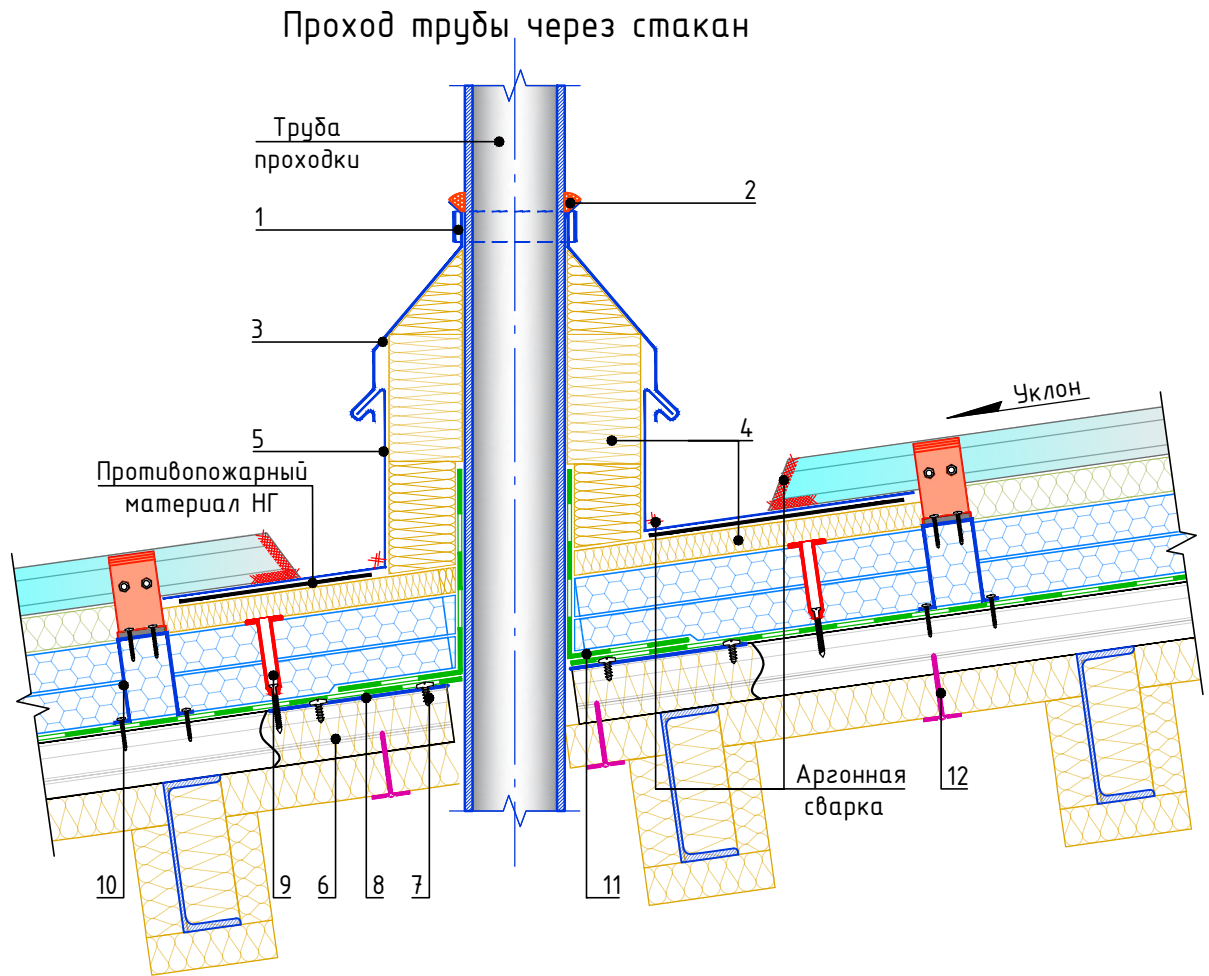 Проход трубы через стакан
Труба
проходки
2
1
3
Уклон
4
5
Противопожарный
материал НГ
Аргонная
сварка
12
10
9
6
8
7
11